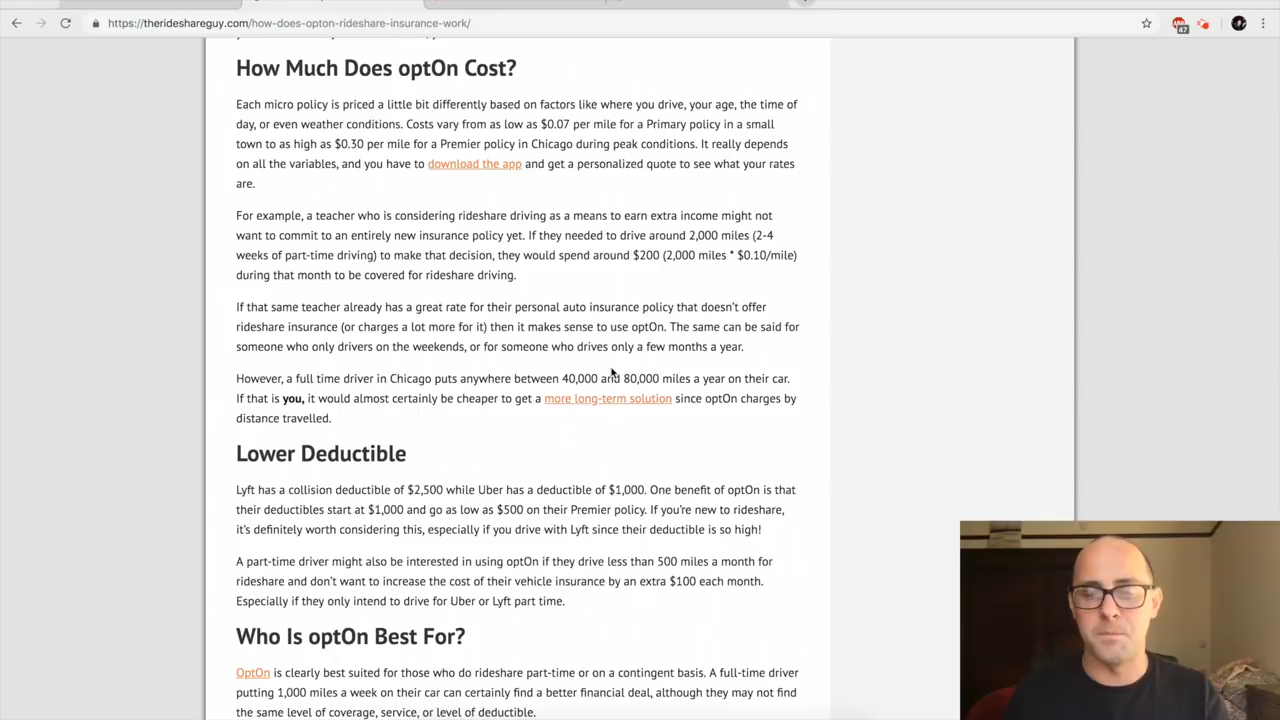 https://therideshareguy.com/how-does-opton-rideshare-insurance-work/
47
How Much Does optOn Cost?
Each micro policy is priced a little bit differently based on factors like where you drive, your age, the time of
day, or even weather conditions. Costs vary from as low as $0.07 per mile for a Primary policy in a small
town to as high as $0.30 per mile for a Premier policy in Chicago during peak conditions. It really depends
on all the variables, and you have to download the app and get a personalized quote to see what your rates
are.
For example, a teacher who is considering rideshare driving as a means to earn extra income might not
want to commit to an entirely new insurance policy yet. If they needed to drive around 2,000 miles (2-4
weeks of part-time driving) to make that decision, they would spend around $200 (2,000 miles * $0.10/mile)
during that month to be covered for rideshare driving.
If that same teacher already has a great rate for their personal auto insurance policy that doesn't offer
rideshare insurance (or charges a lot more for it) then it makes sense to use optOn. The same can be said for
someone who only drivers on the weekends, or for someone who drives only a few months a year.
However, a full time driver in Chicago puts anywhere between 40,000 and 80,000 miles a year on their car.
If that is you, it would almost certainly be cheaper to get a more long-term solution since optOn charges by
distance travelled.
Lower Deductible
Lyft has a collision deductible of $2,500 while Uber has a deductible of $1,000. One benefit of optOn is that
their deductibles start at $1,000 and go as low as $500 on their Premier policy. If you're new to rideshare,
it's definitely worth considering this, especially if you drive with Lyft since their deductible is so high!
A part-time driver might also be interested in using optOn if they drive less than 500 miles a month for
rideshare and don't want to increase the cost of their vehicle insurance by an extra $100 each month.
Especially if they only intend to drive for Uber or Lyft part time.
Who Is optOn Best For?
OptOn is clearly best suited for those who do rideshare part-time or on a contingent basis. A full-time driver
putting 1,000 miles a week on their car can certainly find a better financial deal, although they may not find
the same level of coverage, service, or level of deductible.